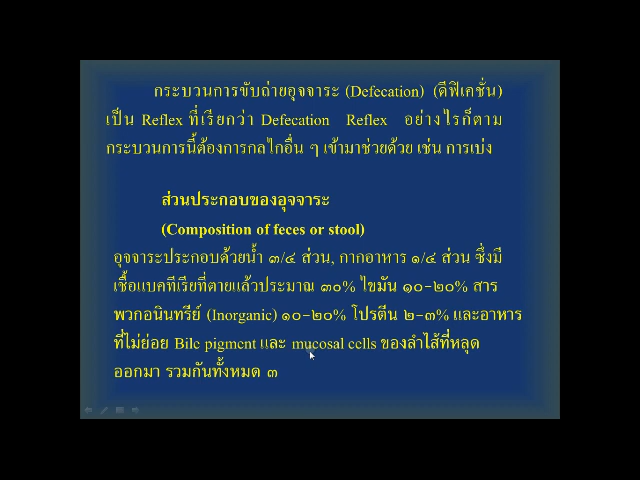 กระบวนการขับถ่ายอุจจาระ (Defecation) (ดีฟิเคชั่น)
เป็น Reflex ที่เรียกว่า Defecation Reflex อย่างไรก็ตาม
กระบวนการนี้ต้องการกลไกอื่น ๆ เข้ามาช่วยด้วย เช่น การเบ่ง
ส่วนประกอบของอุจจาระ
(Composition of feces or stool)
อุจจาระประกอบด้วยน้ำ ๓/๔ ส่วน, กากอาหาร ๑/๔ ส่วน ซึ่งมี
เชื้อแบคทีเรียที่ตายแล้วประมาณ ๓๐% ไขมัน ๑๐-๒๐% สาร
พวกอนินทรีย์ (Inorganic) ๑๐-๒๐% โปรตีน ๒-๓% และอาหาร
ที่ไม่ย่อย Bile pigment และ mucosal cells ของลำไส้ที่หลุด
ออกมา รวมกันทั้งหมด ๓